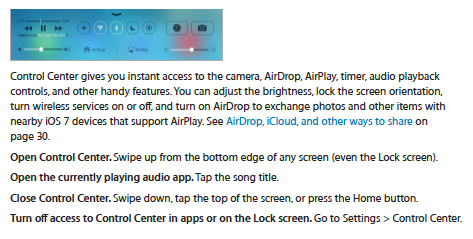 AirDrop AirPlay
Control Center gives you instant access to the camera, AirDrop, AirPlay, timer, audio playback
controls, and other handy features. You can adjust the brightness, lock the screen orientation,
turn wireless services on or off, and turn on AirDrop to exchange photos and other items with
nearby iOS 7 devices that support AirPlay. See AirDrop, iCloud, and other ways to share on
page 30.
Open Control Center. Swipe up from the bottom edge of any screen (even the Lock screen).
Open the currently playing audio app. Tap the song title.
Close Control Center. Swipe down, tap the top of the screen, or press the Home button.
Turn off access to Control Center in apps or on the Lock screen. Go to Settings > Control Center.